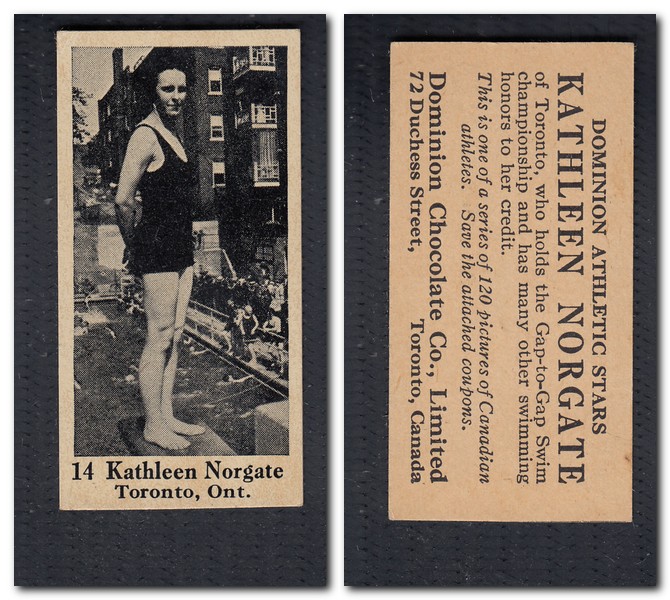 14 Kathleen Norgate
Toronto, Ont.
DOMINION ATHLETIC STARS
KATHLEEN NORGATE
of Toronto, who holds the Gap-to-Gap Swim
championship and has many other swimming
honors to her credit.
This is one of a series of 120 pictures of Canadian
athletes. Save the attached coupons.
Dominion Chocolate Co., Limited
72 Duchess Street, Toronto, Canada